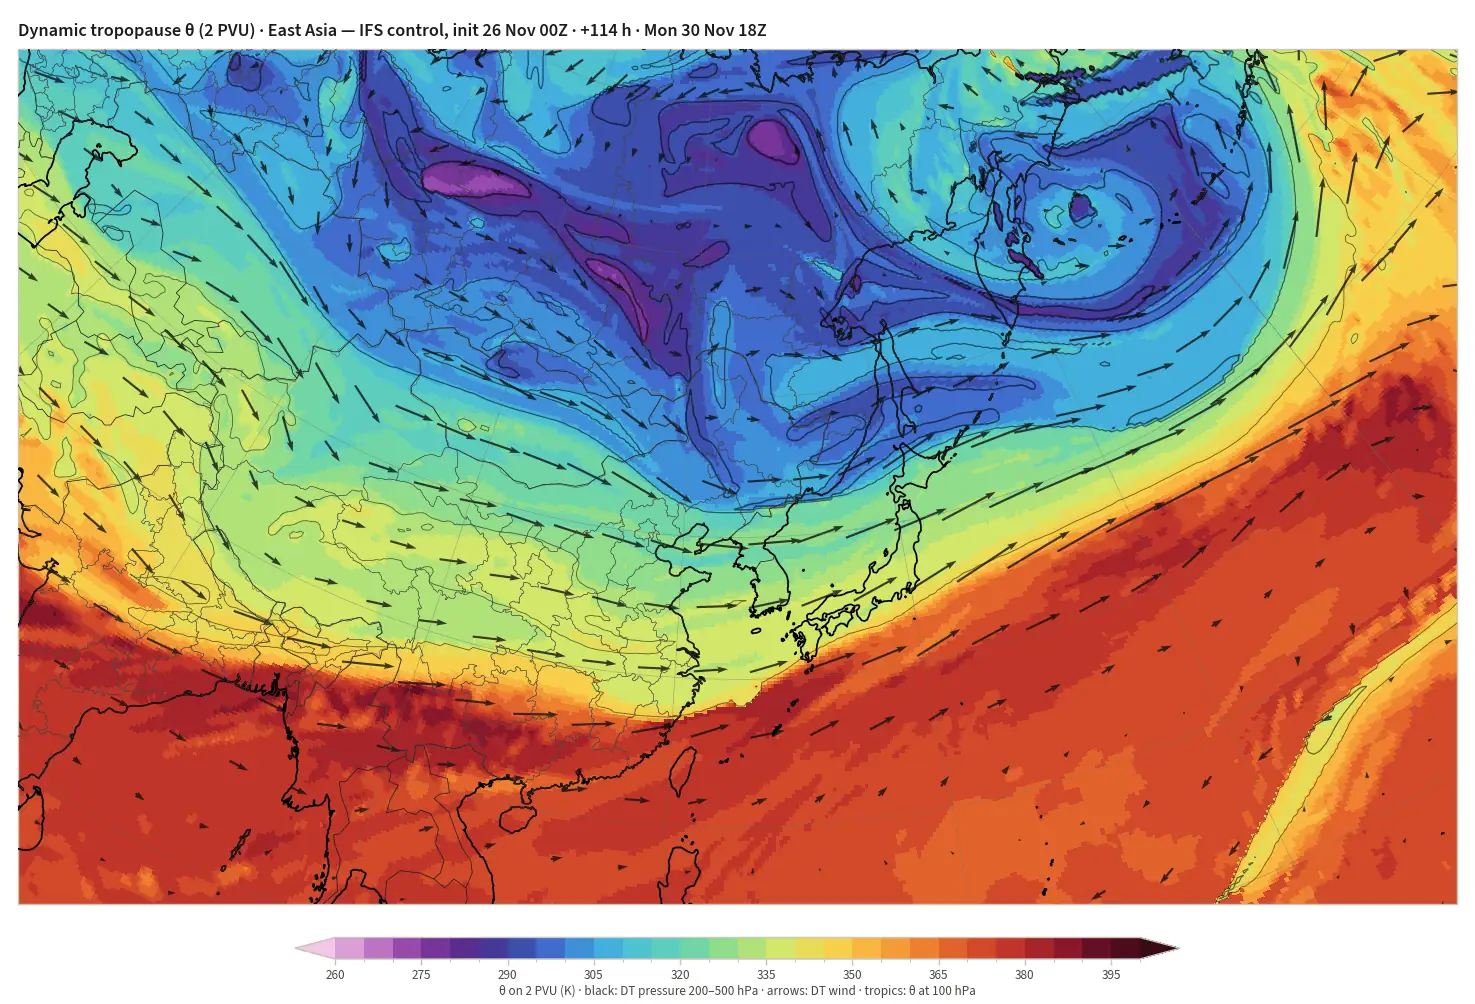 Dynamic tropopause θ (2 PVU) · East Asia — IFS control, init 26 Nov 00Z · +114 h · Mon 30 Nov 18Z
260 275 290 305 320 335 350 365 380 395
θ on 2 PVU (K) · black: DT pressure 200–500 hPa · arrows: DT wind · tropics: θ at 100 hPa